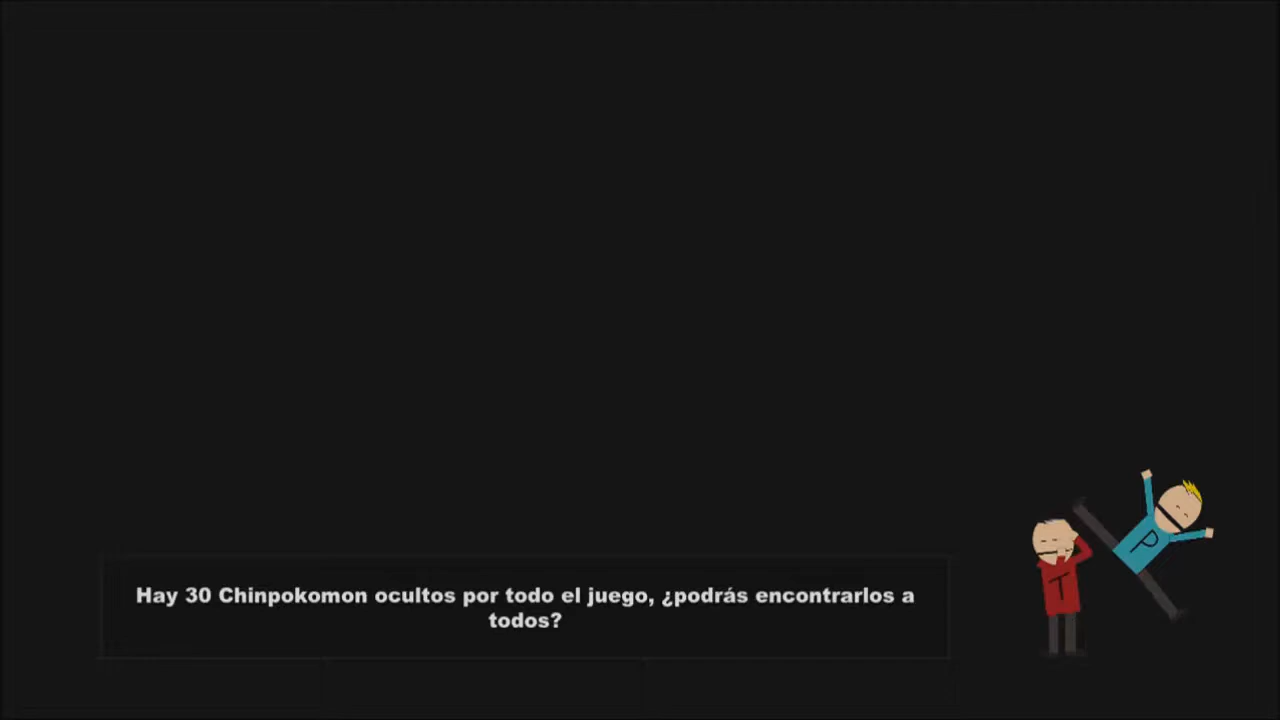 Hay 30 Chinpokomon ocultos por todo el juego, ¿podrás encontrarlos a
todos?
T
P